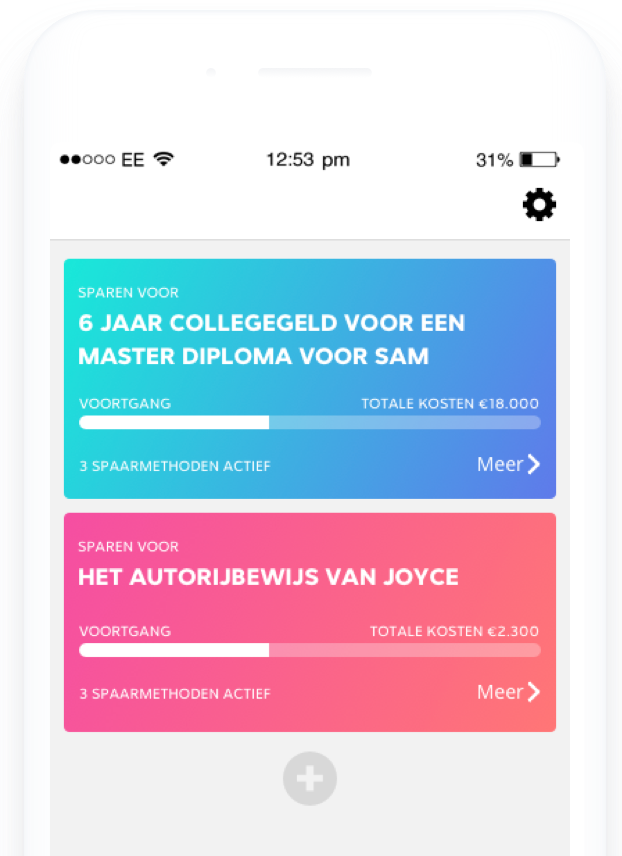 EE 12:53 pm 31%
SPAREN VOOR
6 JAAR COLLEGEGELD VOOR EEN
MASTER DIPLOMA VOOR SAM
VOORTGANG TOTALE KOSTEN €18.000
3 SPAARMETHODEN ACTIEF Meer
SPAREN VOOR
HET AUTORIJBEWIJS VAN JOYCE
VOORTGANG TOTALE KOSTEN €2.300
3 SPAARMETHODEN ACTIEF Meer